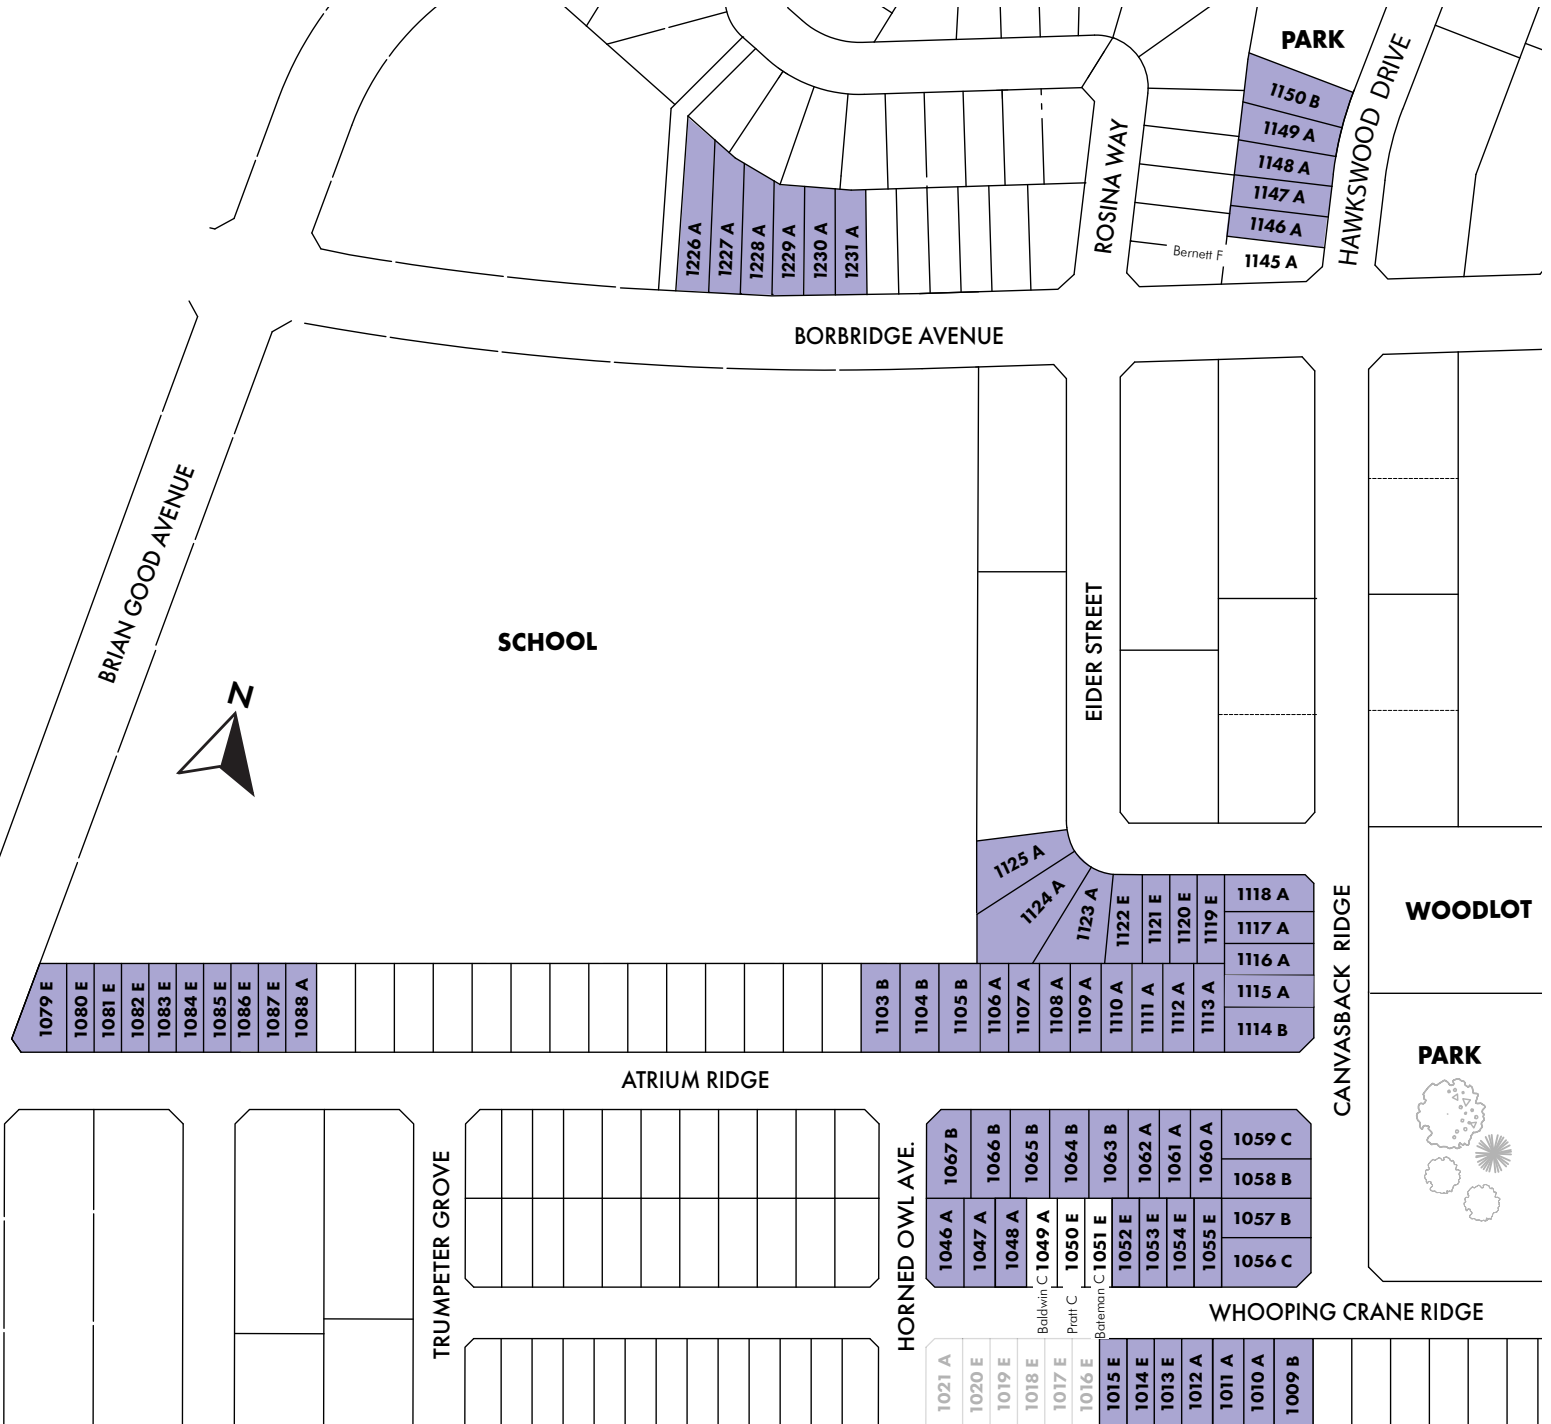 PARK
HAWKSWOOD DRIVE
1150 B
1149 A
1148 A
1147 A
1146 A
1145 A
Bernett F
ROSINA WAY
1226 A
1227 A
1228 A
1229 A
1230 A
1231 A
BORBRIDGE AVENUE
BRIAN GOOD AVENUE
SCHOOL
N
EIDER STREET
1125 A
1124 A
1123 A
1122 E
1121 E
1120 E
1119 E
1118 A
1117 A
1116 A
1115 A
1114 B
CANVASBACK RIDGE
WOODLOT
PARK
1079 E
1080 E
1081 E
1082 E
1083 E
1084 E
1085 E
1086 E
1087 E
1088 A
1103 B
1104 B
1105 B
1106 A
1107 A
1108 A
1109 A
1110 A
1111 A
1112 A
1113 A
ATRIUM RIDGE
TRUMPETER GROVE
HORNED OWL AVE.
1067 B
1066 B
1065 B
1064 B
1063 B
1062 A
1061 A
1060 A
1059 C
1058 B
1057 B
1056 C
1046 A
1047 A
1048 A
1049 A
1050 E
1051 E
1052 E
1053 E
1054 E
1055 E
Baldwin C
Pratt C
Bateman C
WHOOPING CRANE RIDGE
1021 A
1020 E
1019 E
1018 E
1017 E
1016 E
1015 E
1014 E
1013 E
1012 A
1011 A
1010 A
1009 B